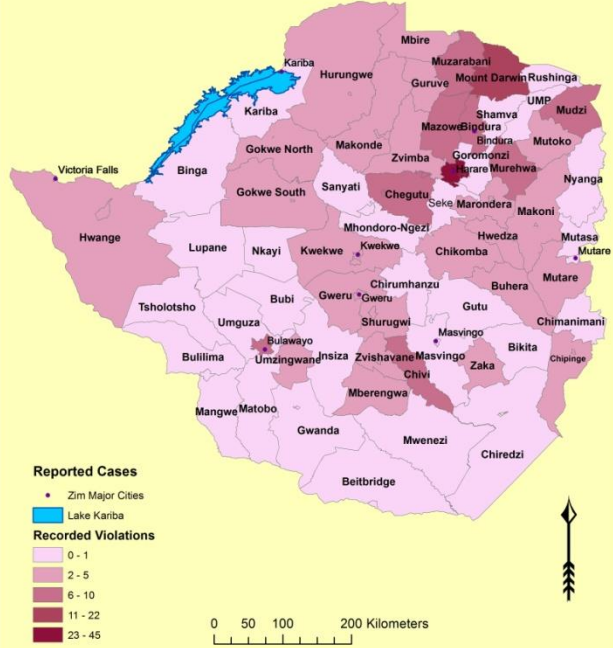 Mbire
Kariba
Muzarabani
Hurungwe
Guruve
Mount Darwin
Rushinga
Kariba
UMP
Shamva
Mudzi
Mazowe
Bindura
Bindura
Gokwe North
Makonde
Mutoko
Zvimba
Goromonzi
Victoria Falls
Binga
Harare
Murehwa
Gokwe South
Sanyati
Chegutu
Nyanga
Seke
Marondera
Makoni
Hwange
Mhondoro-Ngezi
Lupane
Nkayi
Kwekwe
Kwekwe
Hwedza
Mutasa
Chikomba
Mutare
Chirumhanzu
Buhera
Mutare
Tsholotsho
Bubi
Gweru
Gweru
Gutu
Umguza
Shurugwi
Chimanimani
Masvingo
Bulawayo
Bulilima
Umzingwane
Insiza
Zvishavane
Masvingo
Bikita
Zaka
Chipinge
Chivi
Mberengwa
Mangwe
Matobo
Gwanda
Mwenezi
Chiredzi
Beitbridge
Reported Cases
Zim Major Cities
Lake Kariba
Recorded Violations
0 - 1
2 - 5
6 - 10
11 - 22
23 - 45
0 50 100 200 Kilometers